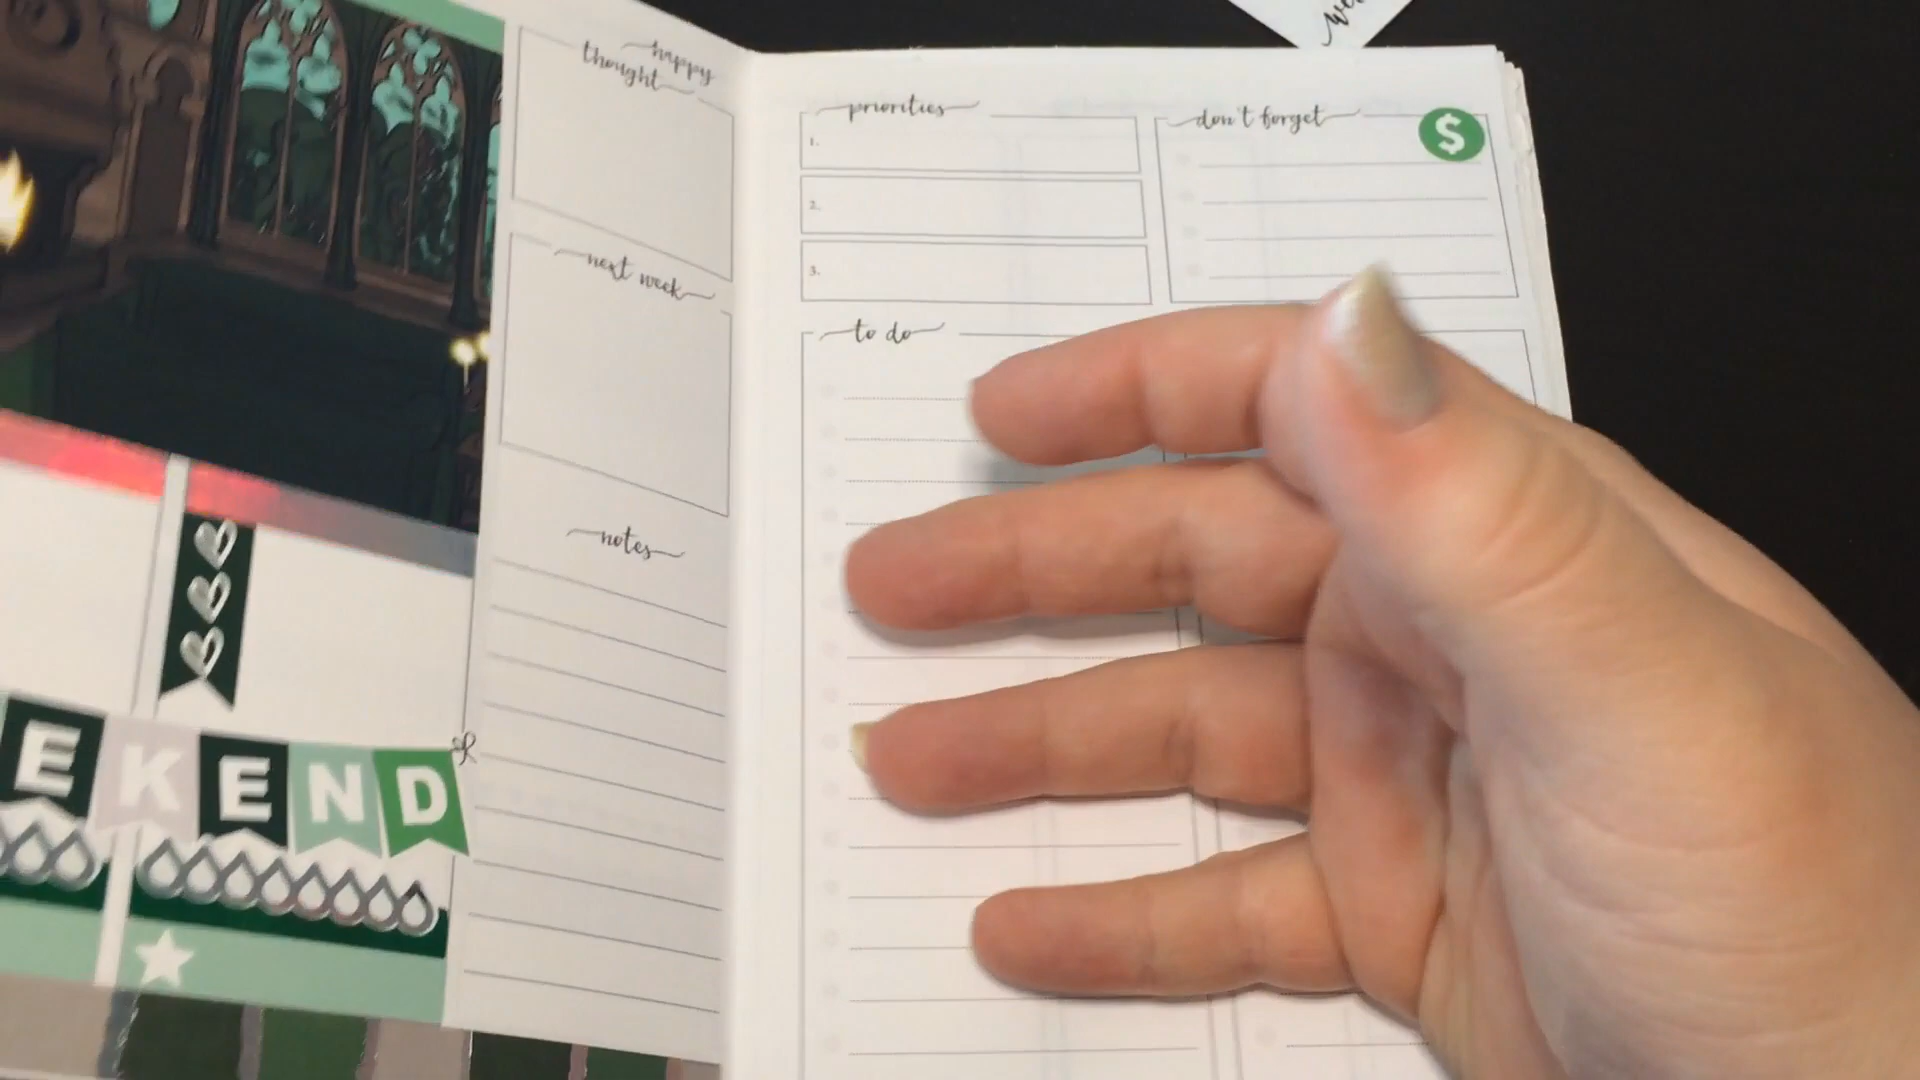 happy
thought
next week
notes
EKEND
priorities
1.
2.
3.
don't forget
$
to do